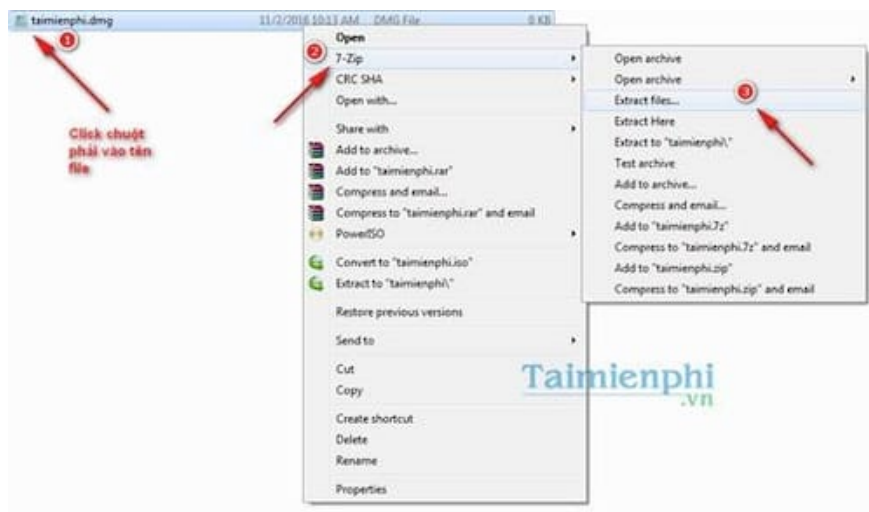 taimienphi.dmg 11/2/2016 10:13 AM DMG File 0 KB
1
Click chuột
phải vào tên
file
2
Open
7-Zip
CRC SHA
Open with...
Share with
Add to archive...
Add to "taimienphi.rar"
Compress and email...
Compress to "taimienphi.rar" and email
PowerISO
Convert to "taimienphi.iso"
Extract to "taimienphi\"
Restore previous versions
Send to
Cut
Copy
Create shortcut
Delete
Rename
Properties
Open archive
Open archive
3
Extract files...
Extract Here
Extract to "taimienphi\"
Test archive
Add to archive...
Compress and email...
Add to "taimienphi.7z"
Compress to "taimienphi.7z" and email
Add to "taimienphi.zip"
Compress to "taimienphi.zip" and email
Taimienphi
.vn